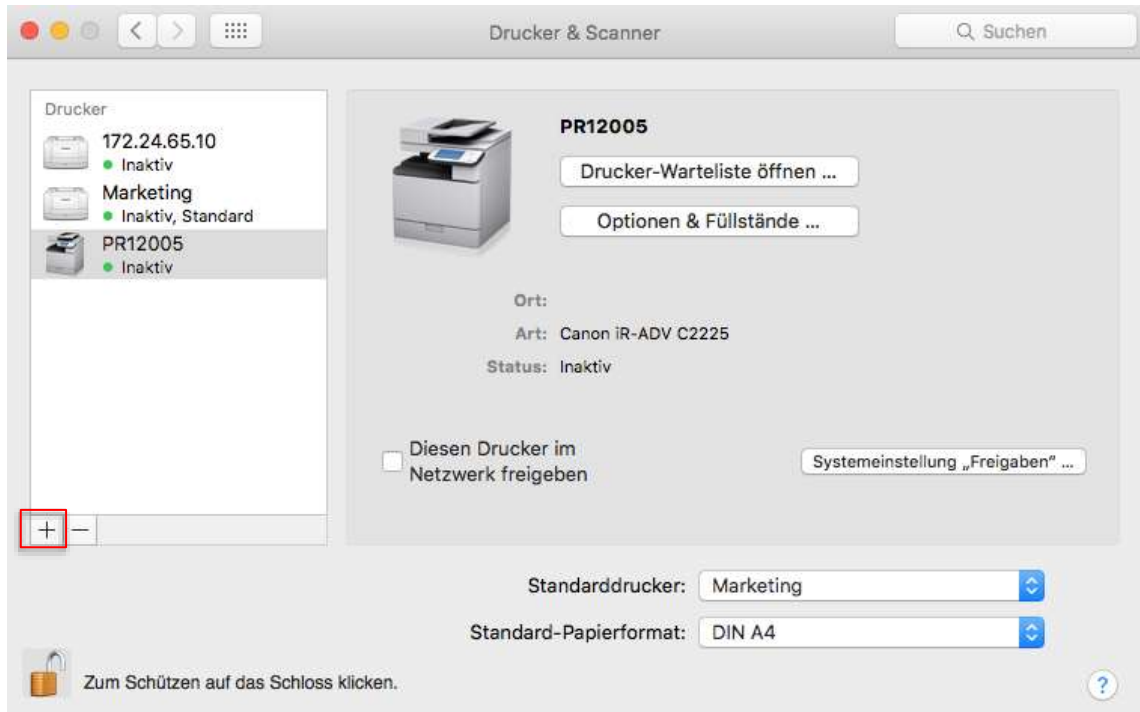 Drucker & Scanner
Suchen
Drucker
172.24.65.10
Inaktiv
Marketing
Inaktiv, Standard
PR12005
Inaktiv
PR12005
Drucker-Warteliste öffnen ...
Optionen & Füllstände ...
Ort:
Art: Canon iR-ADV C2225
Status: Inaktiv
Diesen Drucker im
Netzwerk freigeben
Systemeinstellung „Freigaben“ ...
+ −
Standarddrucker: Marketing
Standard-Papierformat: DIN A4
Zum Schützen auf das Schloss klicken.
?